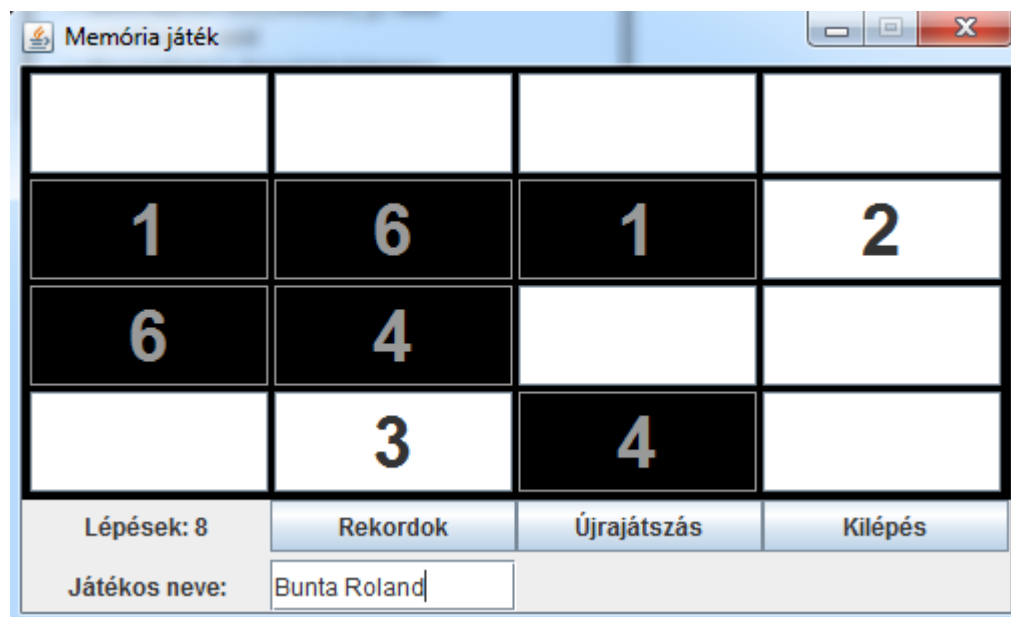 Memória játék
1 6 1 2
6 4
3 4
Lépések: 8 Rekordok Újrajátszás Kilépés
Játékos neve: Bunta Roland